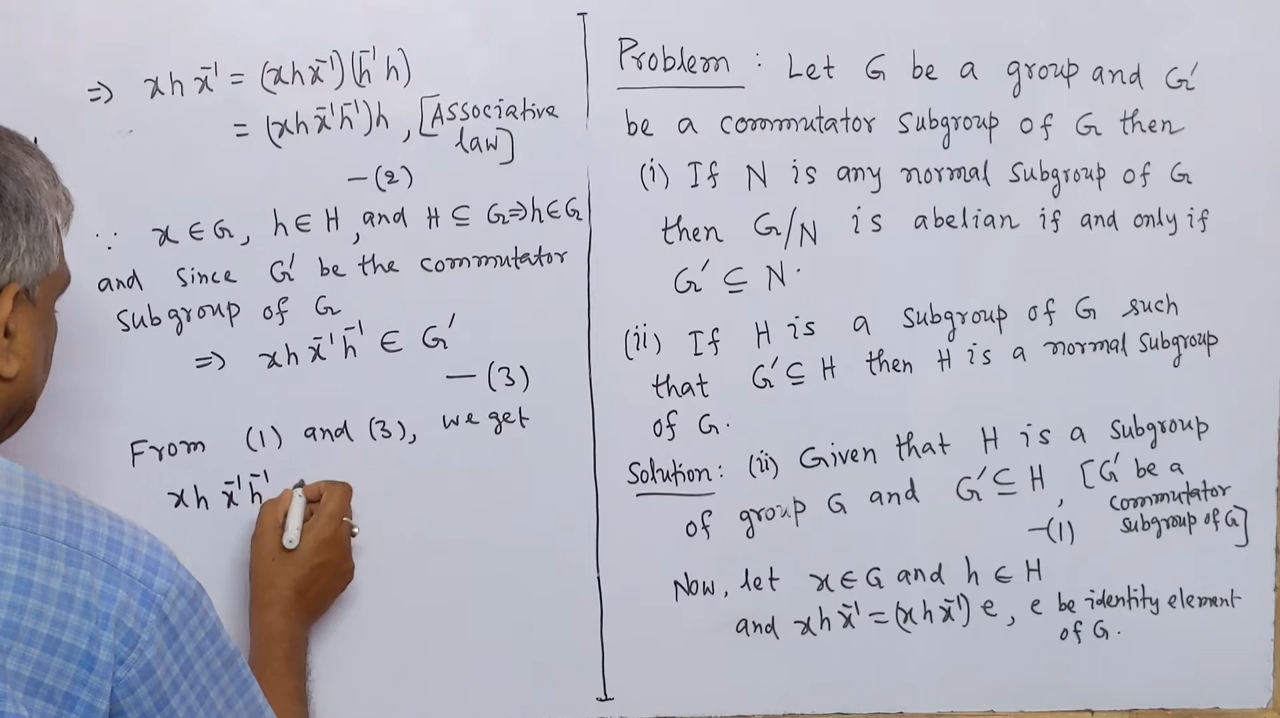 Problem : Let G be a group and G'
be a commutator subgroup of G then
(i) If N is any normal subgroup of G
then G/N is abelian if and only if
G' ⊆ N.
(ii) If H is a subgroup of G such
that G' ⊆ H then H is a normal subgroup
of G.
Solution: (ii) Given that H is a subgroup
of group G and G' ⊆ H, [G' be a
commutator
subgroup of G]
—(1)
Now, let x ∈ G and h ∈ H
and xhx⁻¹ = (xhx⁻¹) e, e be identity element
of G.
⇒ xhx⁻¹ = (xhx⁻¹)(h⁻¹h)
= (xhx⁻¹h⁻¹)h, [Associative
law]
—(2)
∵ x ∈ G, h ∈ H, and H ⊆ G ⇒ h ∈ G
and since G' be the commutator
subgroup of G
⇒ xhx⁻¹h⁻¹ ∈ G'
—(3)
From (1) and (3), we get
xhx⁻¹h⁻¹